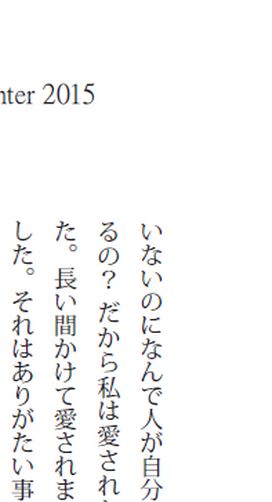 nter 2015
いないのになんで人が自分
るの？ だから私は愛され
た。長い間かけて愛されま
した。それはありがたい事